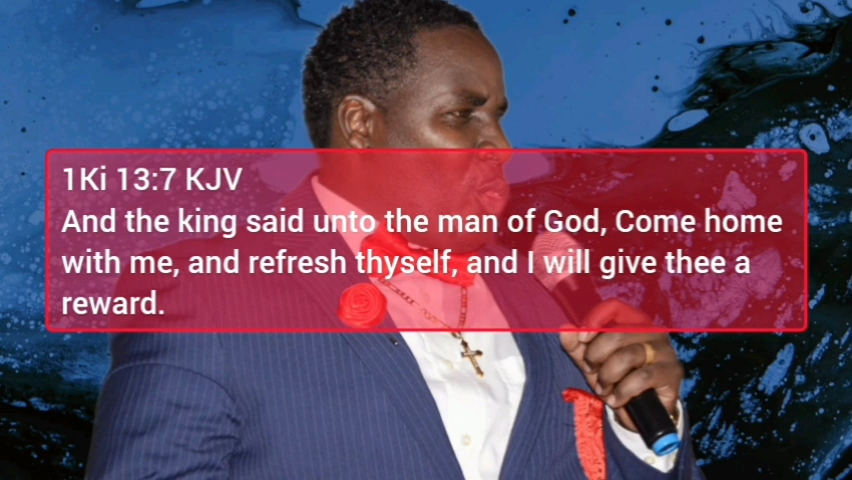 1Ki 13:7 KJV
And the king said unto the man of God, Come home
with me, and refresh thyself, and I will give thee a
reward.